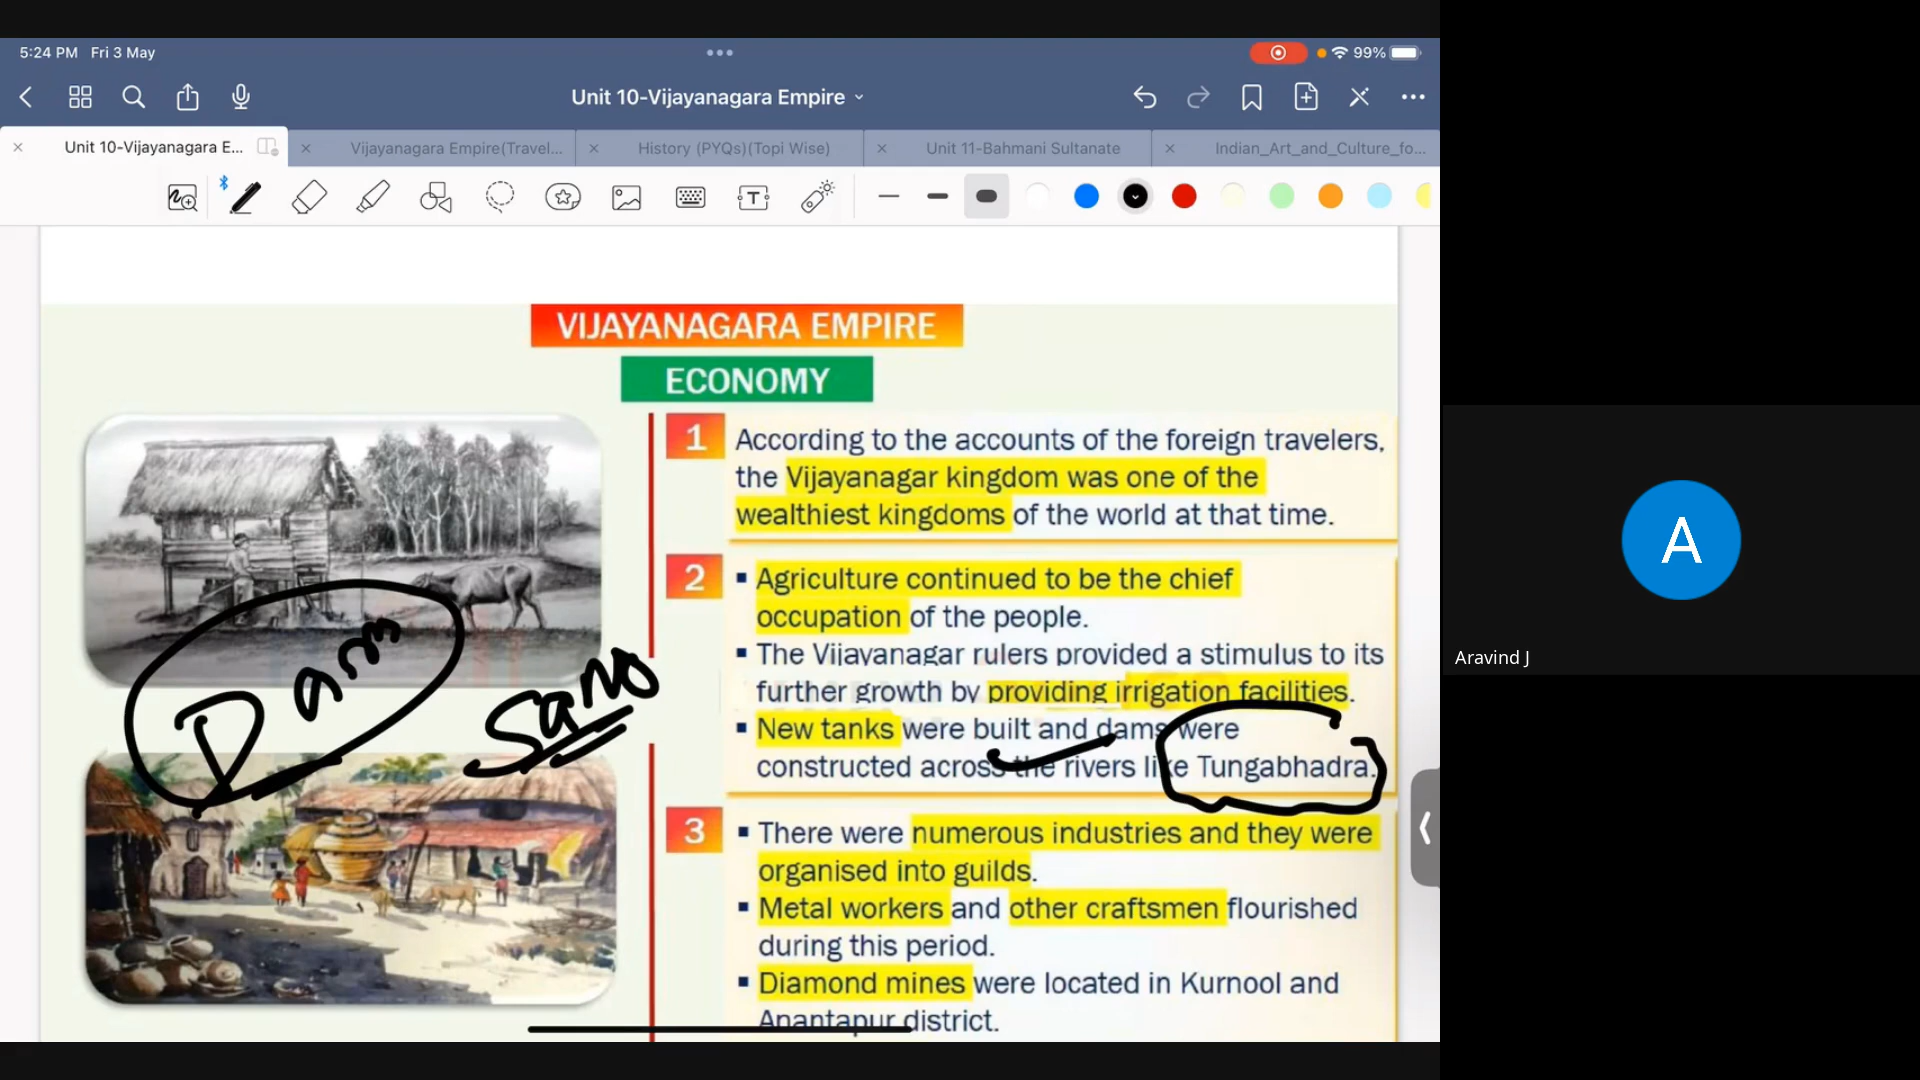 5:24 PM Fri 3 May
99%
Unit 10-Vijayanagara Empire
Unit 10-Vijayanagara E...
Vijayanagara Empire(Travel...
History (PYQs)(Topi Wise)
Unit 11-Bahmani Sultanate
Indian_Art_and_Culture_fo...
VIJAYANAGARA EMPIRE
ECONOMY
1
According to the accounts of the foreign travelers,
the Vijayanagar kingdom was one of the
wealthiest kingdoms of the world at that time.
2
▪ Agriculture continued to be the chief
occupation of the people.
▪ The Vijayanagar rulers provided a stimulus to its
further growth by providing irrigation facilities.
▪ New tanks were built and dams were
constructed across the rivers like Tungabhadra.
3
▪ There were numerous industries and they were
organised into guilds.
▪ Metal workers and other craftsmen flourished
during this period.
▪ Diamond mines were located in Kurnool and
Anantapur district.
Dam
A
Aravind J